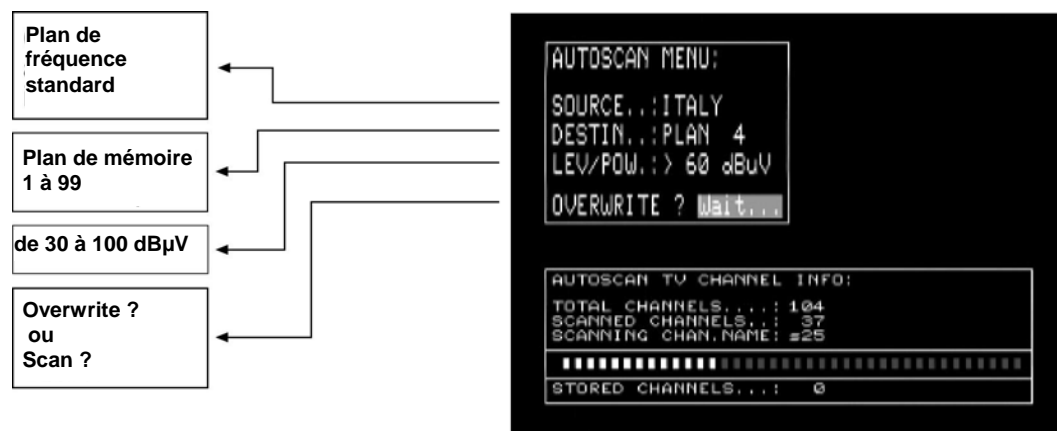 Plan de
fréquence
standard
Plan de mémoire
1 à 99
de 30 à 100 dBµV
Overwrite ?
ou
Scan ?
AUTOSCAN MENU:
SOURCE..:ITALY
DESTIN..:PLAN 4
LEV/POW.:> 60 dBuV
OVERWRITE ? Wait...
AUTOSCAN TV CHANNEL INFO:
TOTAL CHANNELS....: 104
SCANNED CHANNELS..: 37
SCANNING CHAN.NAME: s25
STORED CHANNELS...: 0